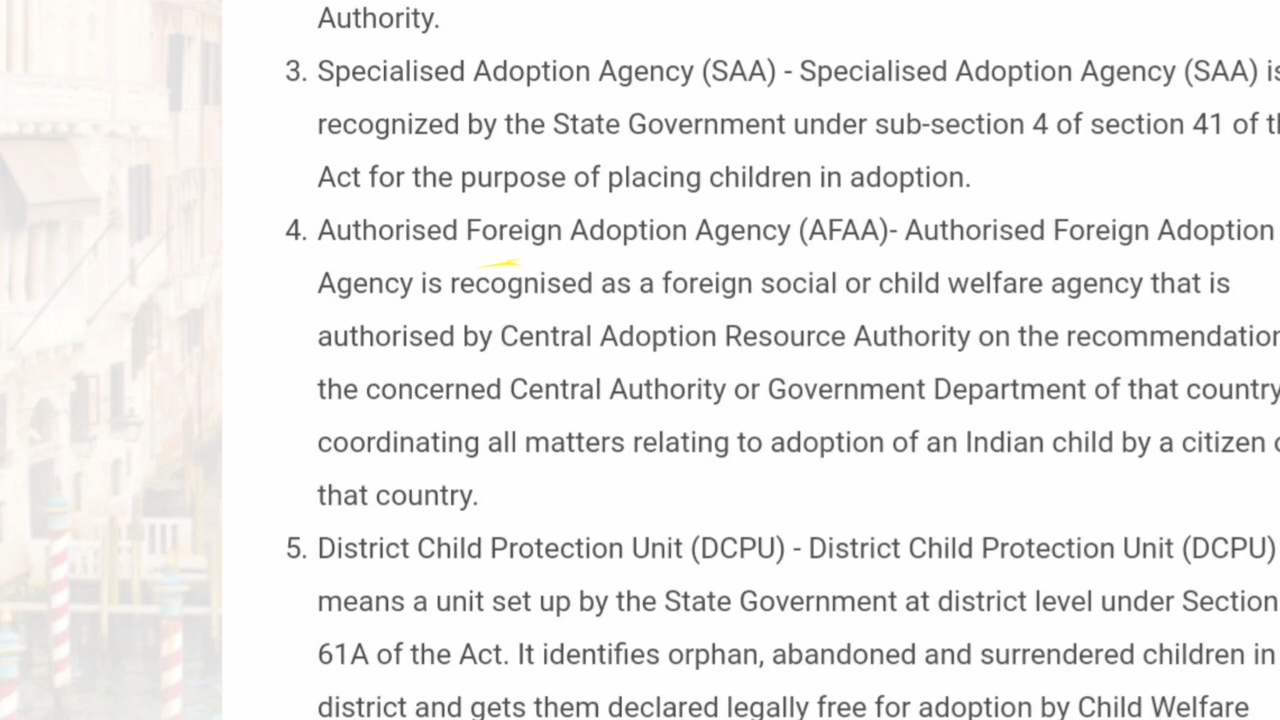 Authority.
3. Specialised Adoption Agency (SAA) - Specialised Adoption Agency (SAA) is
recognized by the State Government under sub-section 4 of section 41 of
Act for the purpose of placing children in adoption.
4. Authorised Foreign Adoption Agency (AFAA)- Authorised Foreign Adoption
Agency is recognised as a foreign social or child welfare agency that is
authorised by Central Adoption Resource Authority on the recommendation
the concerned Central Authority or Government Department of that country
coordinating all matters relating to adoption of an Indian child by a citizen
that country.
5. District Child Protection Unit (DCPU) - District Child Protection Unit (DCPU)
means a unit set up by the State Government at district level under Section
61A of the Act. It identifies orphan, abandoned and surrendered children in
district and gets them declared legally free for adoption by Child Welfare